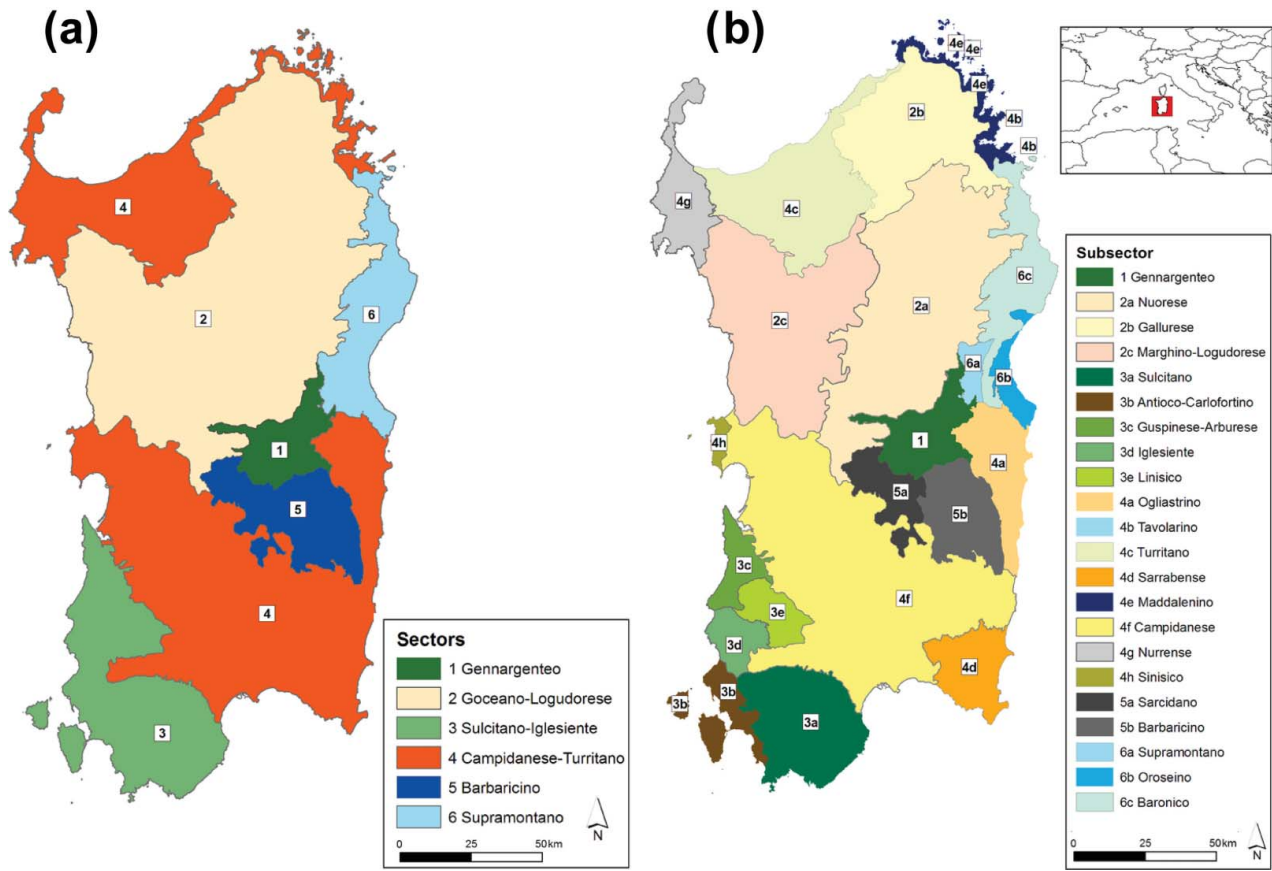 (a)
4
2
6
1
5
4
3
Sectors
1 Gennargenteo
2 Goceano-Logudorese
3 Sulcitano-Iglesiente
4 Campidanese-Turritano
5 Barbaricino
6 Supramontano
N
0 25 50km
(b)
4e
4e
4e
4b
4b
2b
4g
4c
6c
2a
2c
6a
6b
4h
1
4a
5a
5b
3c
3e
4f
3d
4d
3b
3b
3a
Subsector
1 Gennargenteo
2a Nuorese
2b Gallurese
2c Marghino-Logudorese
3a Sulcitano
3b Antioco-Carlofortino
3c Guspinese-Arburese
3d Iglesiente
3e Linisico
4a Ogliastrino
4b Tavolarino
4c Turritano
4d Sarrabense
4e Maddalenino
4f Campidanese
4g Nurrense
4h Sinisico
5a Sarcidano
5b Barbaricino
6a Supramontano
6b Oroseino
6c Baronico
N
0 25 50km